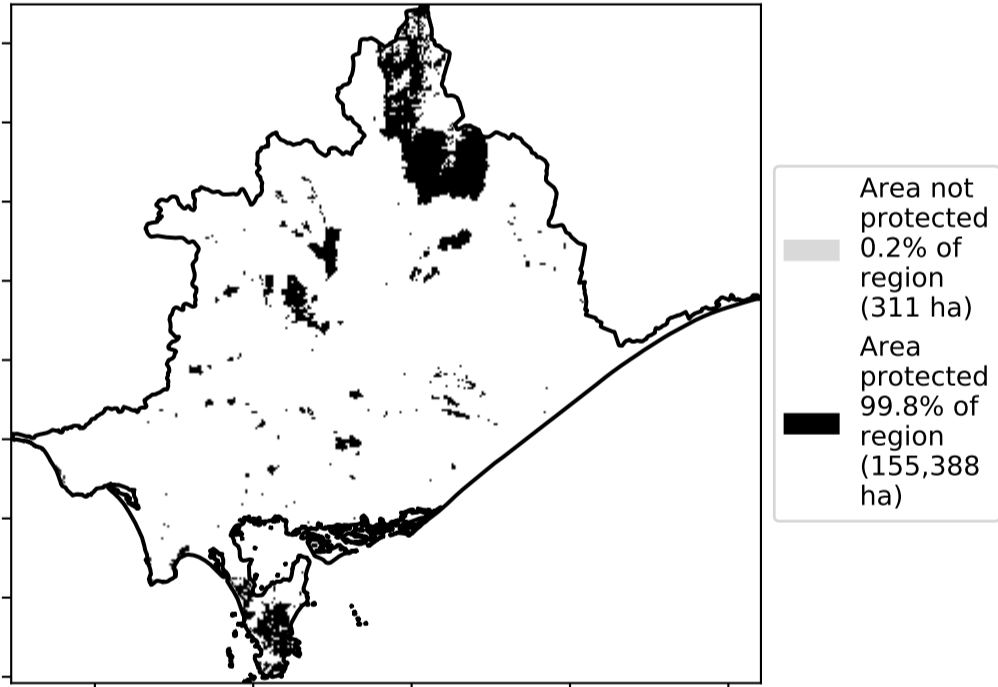 Area not
protected
0.2% of
region
(311 ha)
Area
protected
99.8% of
region
(155,388
ha)